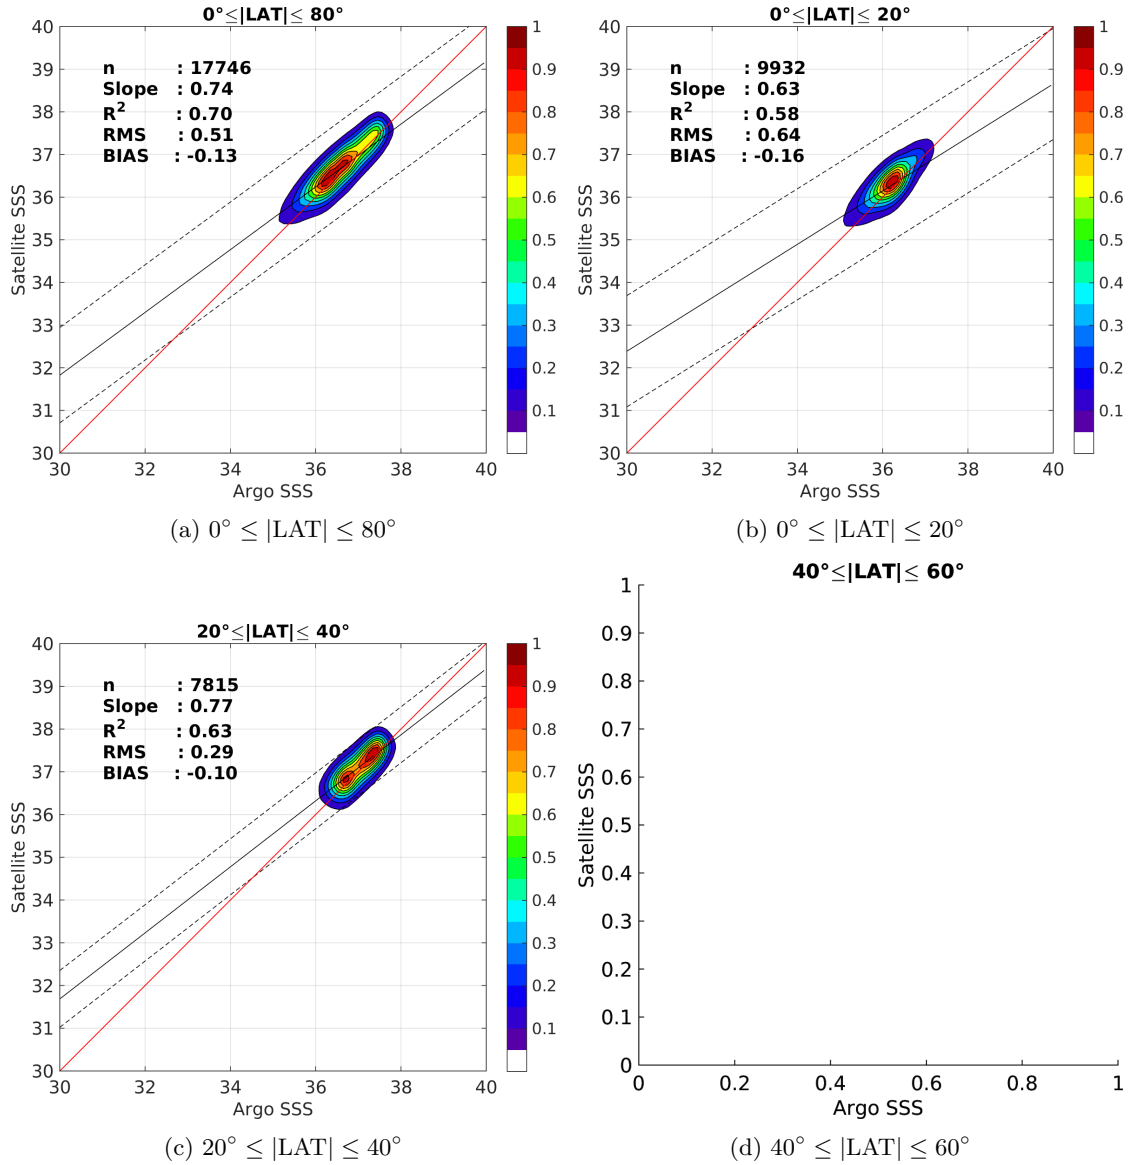 0°≤|LAT|≤ 80°
40
39
38
37
36
35
34
33
32
31
30
30 32 34 36 38 40
Satellite SSS
Argo SSS
n : 17746
Slope : 0.74
R² : 0.70
RMS : 0.51
BIAS : -0.13
1
0.9
0.8
0.7
0.6
0.5
0.4
0.3
0.2
0.1
(a) 0° ≤ |LAT| ≤ 80°
0°≤|LAT|≤ 20°
40
39
38
37
36
35
34
33
32
31
30
30 32 34 36 38 40
Satellite SSS
Argo SSS
n : 9932
Slope : 0.63
R² : 0.58
RMS : 0.64
BIAS : -0.16
1
0.9
0.8
0.7
0.6
0.5
0.4
0.3
0.2
0.1
(b) 0° ≤ |LAT| ≤ 20°
20°≤|LAT|≤ 40°
40
39
38
37
36
35
34
33
32
31
30
30 32 34 36 38 40
Satellite SSS
Argo SSS
n : 7815
Slope : 0.77
R² : 0.63
RMS : 0.29
BIAS : -0.10
1
0.9
0.8
0.7
0.6
0.5
0.4
0.3
0.2
0.1
(c) 20° ≤ |LAT| ≤ 40°
40°≤|LAT|≤ 60°
1
0.9
0.8
0.7
0.6
0.5
0.4
0.3
0.2
0.1
0
0 0.2 0.4 0.6 0.8 1
Satellite SSS
Argo SSS
(d) 40° ≤ |LAT| ≤ 60°